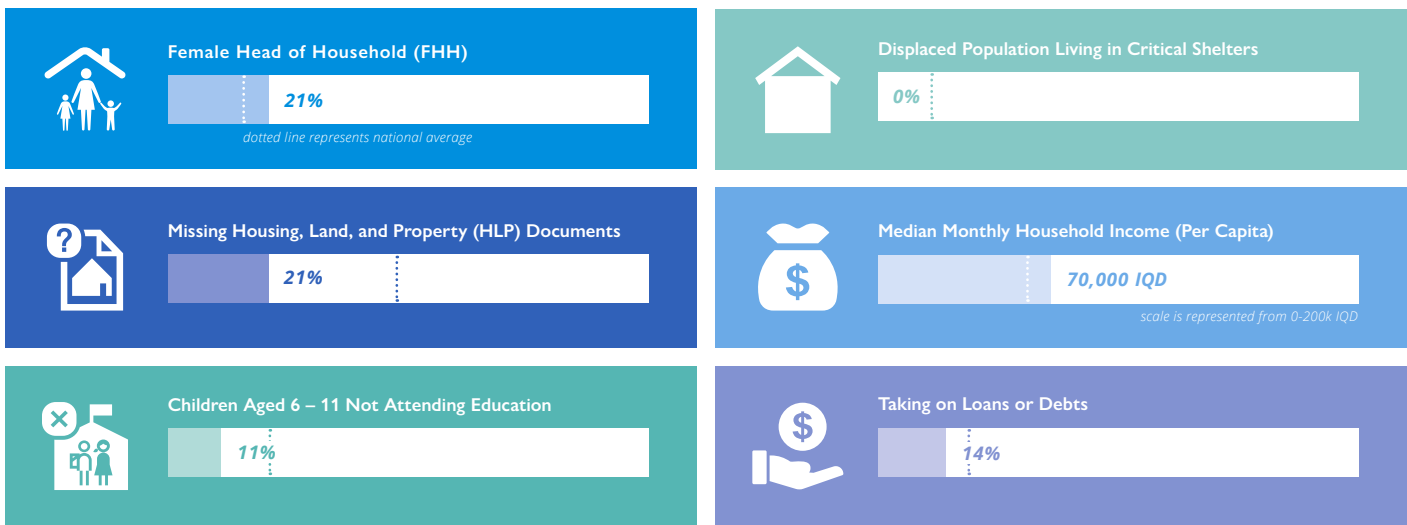 Female Head of Household (FHH)
21%
dotted line represents national average
Displaced Population Living in Critical Shelters
0%
?
Missing Housing, Land, and Property (HLP) Documents
21%
$
Median Monthly Household Income (Per Capita)
70,000 IQD
scale is represented from 0-200k IQD
Children Aged 6 – 11 Not Attending Education
11%
$
Taking on Loans or Debts
14%